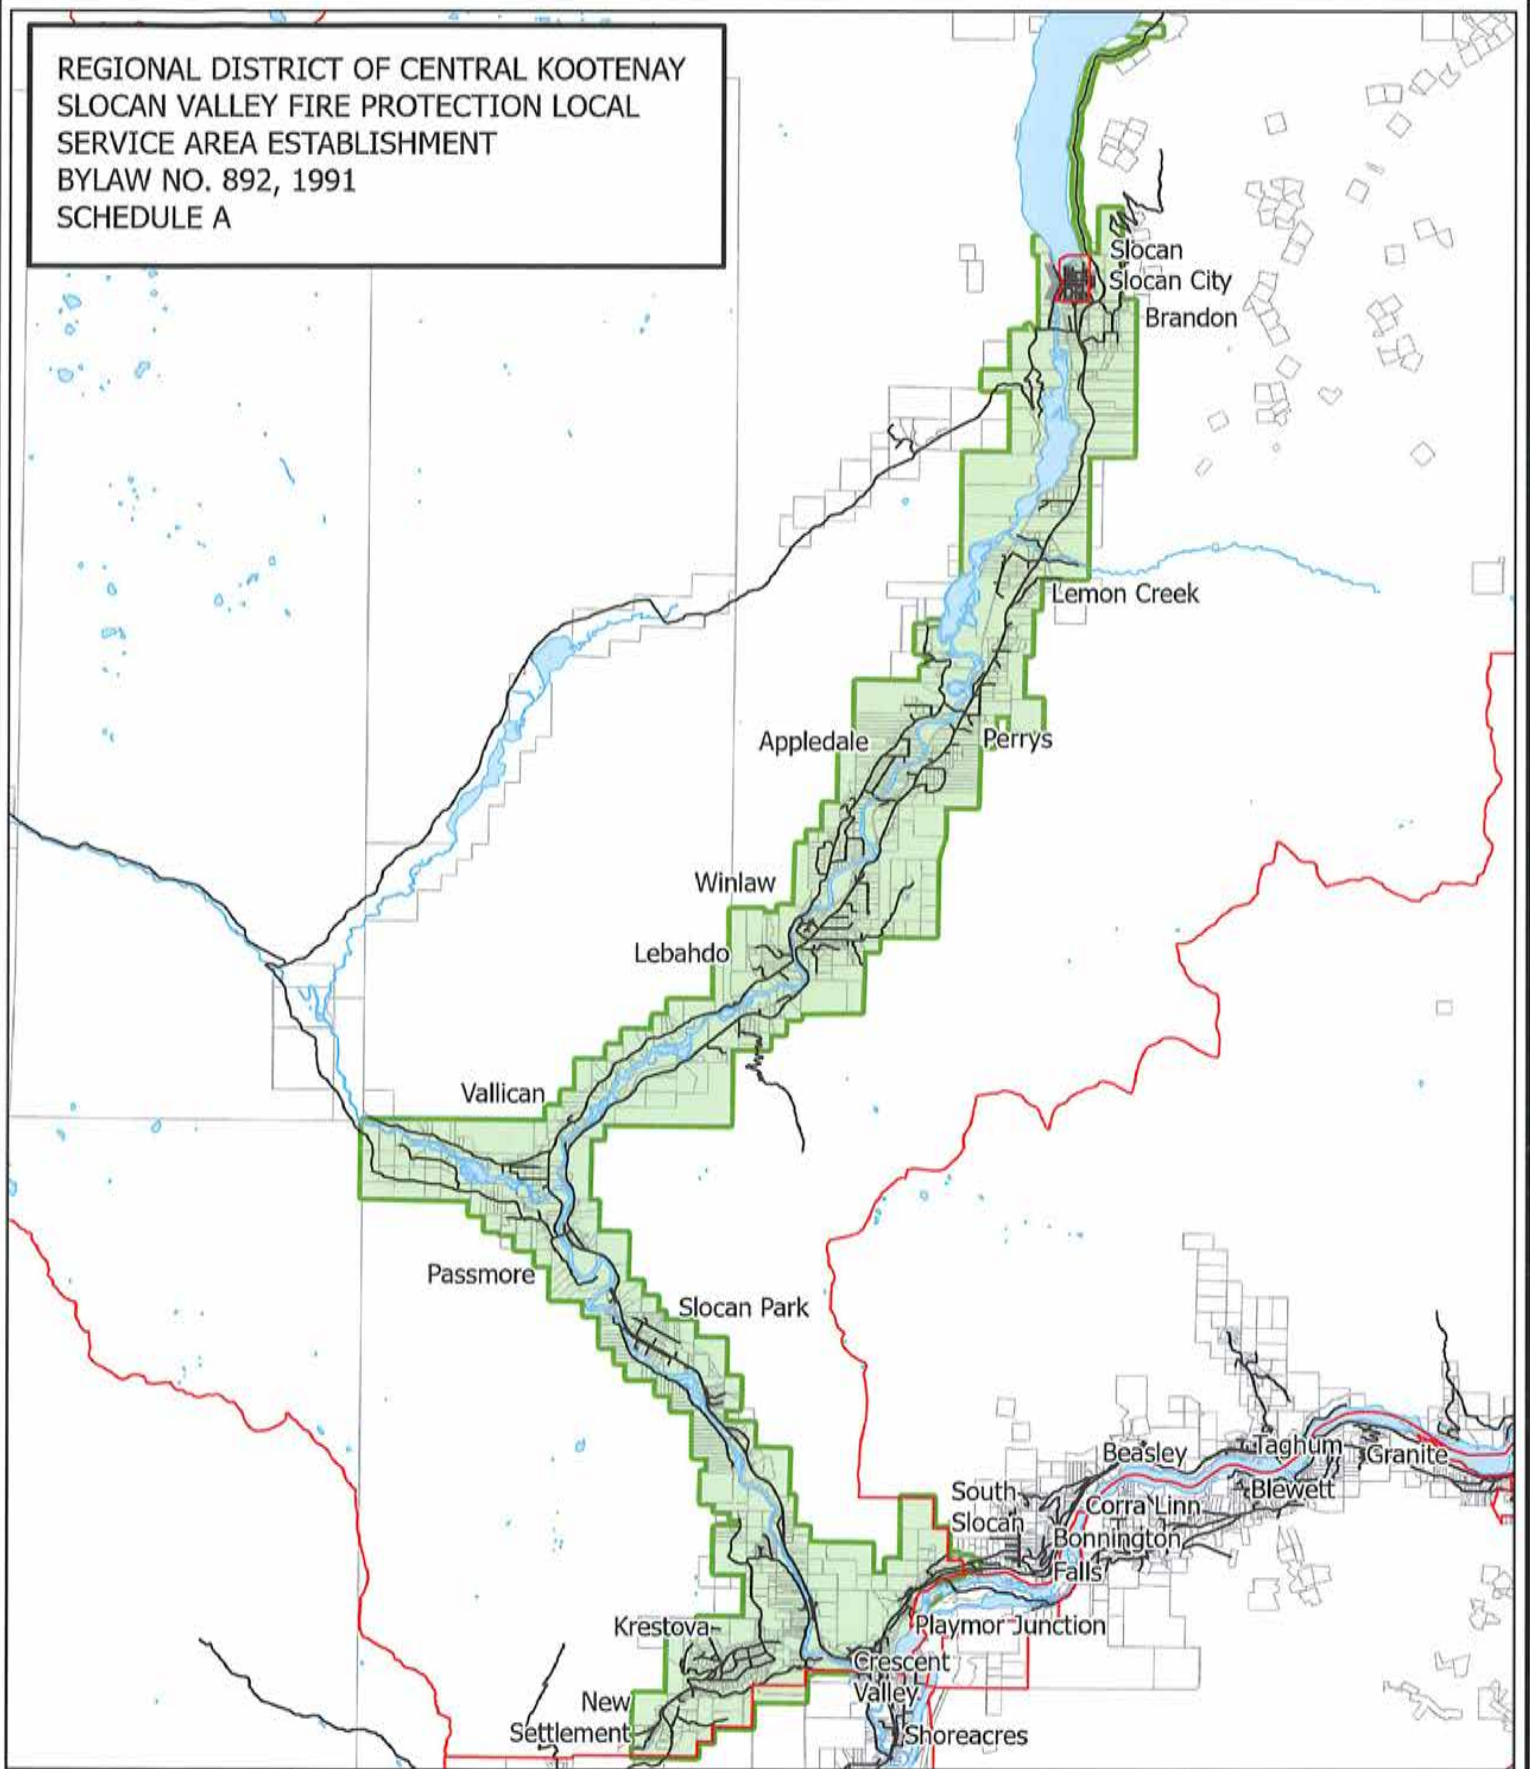 REGIONAL DISTRICT OF CENTRAL KOOTENAY
SLOCAN VALLEY FIRE PROTECTION LOCAL
SERVICE AREA ESTABLISHMENT
BYLAW NO. 892, 1991
SCHEDULE A
Slocan
Slocan City
Brandon
Lemon Creek
Appledale
Perrys
Winlaw
Lebahdo
Vallican
Passmore
Slocan Park
Beasley
Taghum
Granite
South
Slocan
Corra Linn
Blewett
Bonnington
Falls
Krestova
Playmor Junction
Crescent
Valley
New
Settlement
Shoreacres